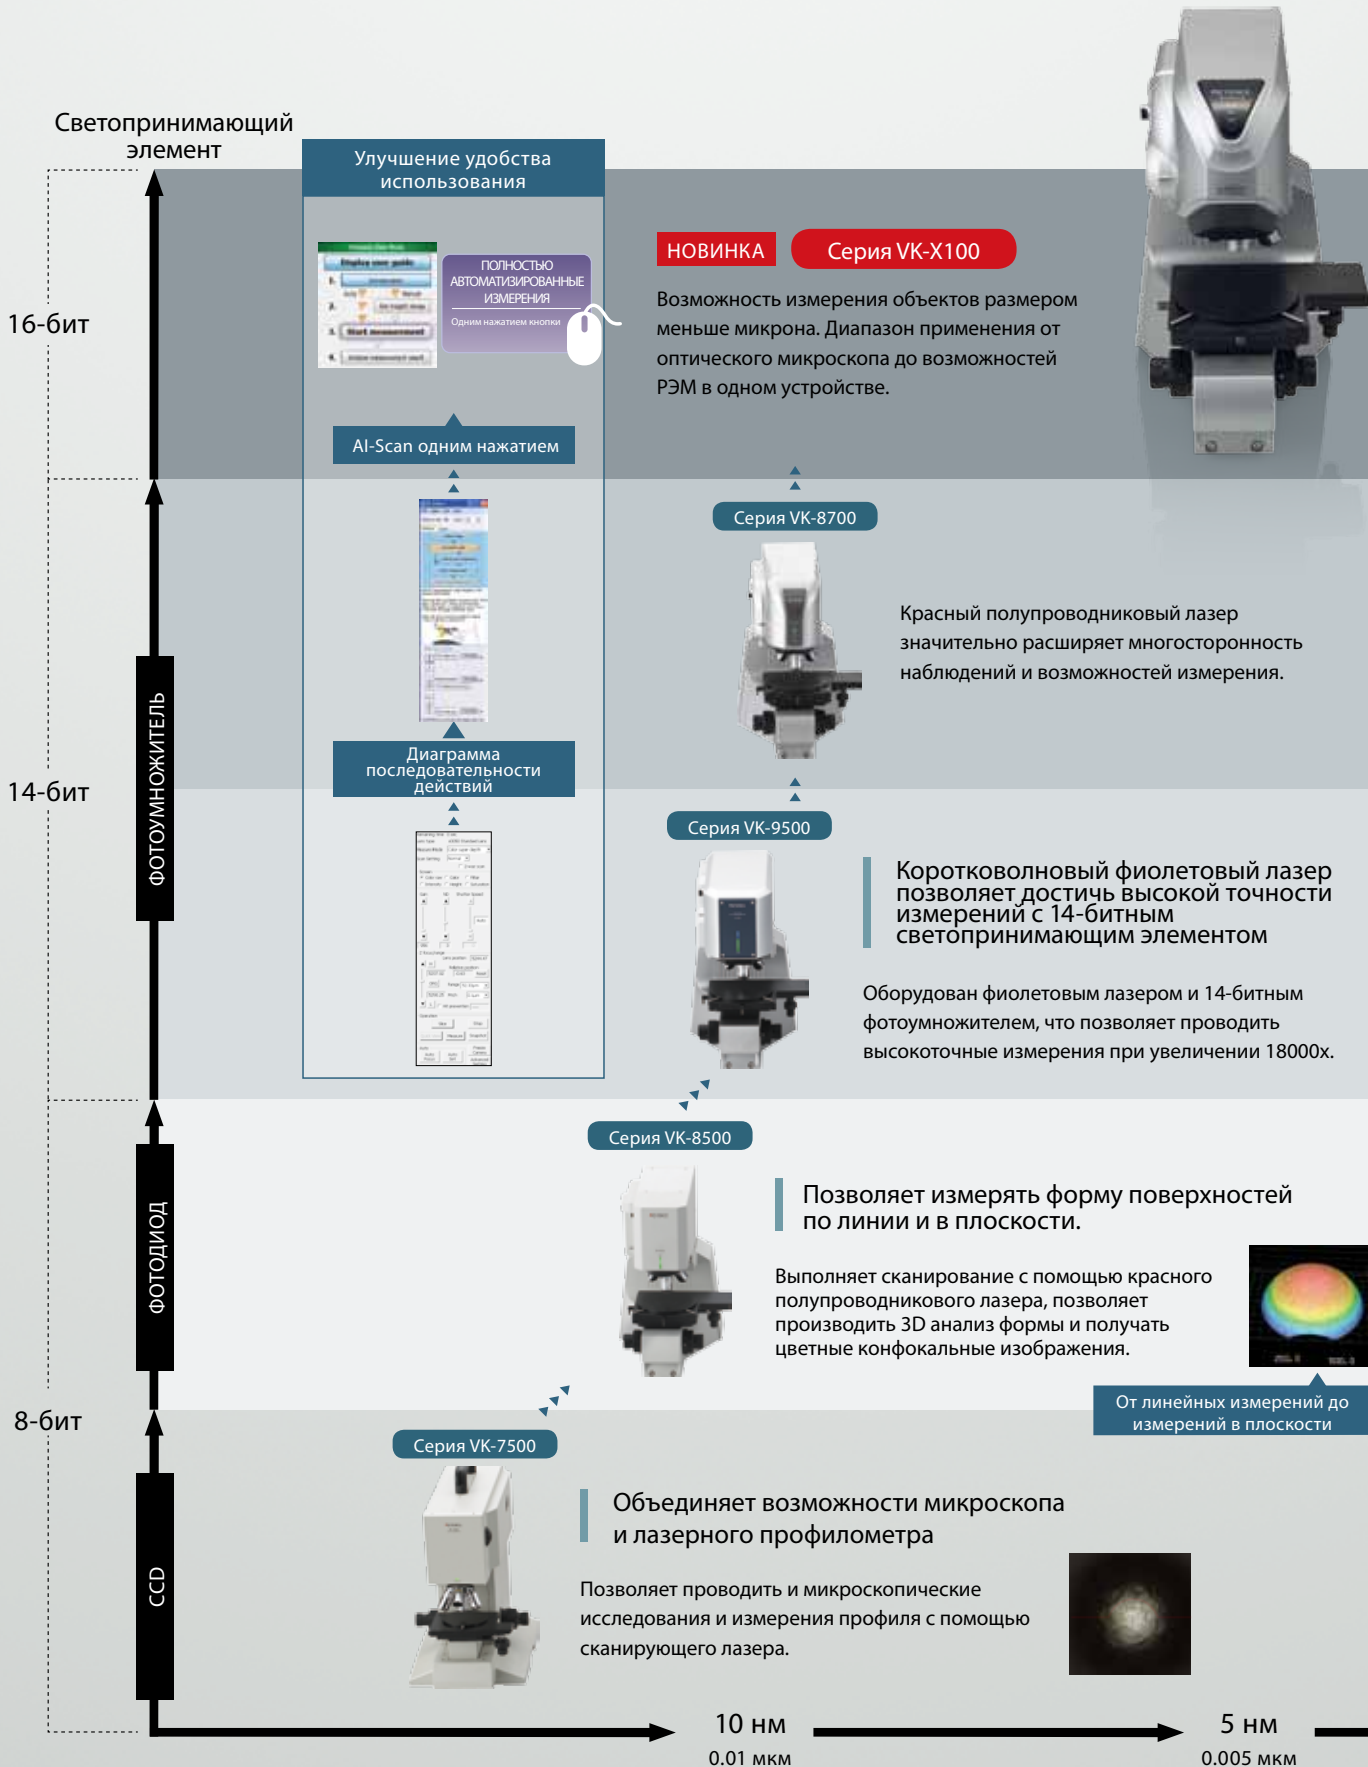 Светопринимающий
элемент
Улучшение удобства
использования
16-бит
Display user guide
ПОЛНОСТЬЮ
АВТОМАТИЗИРОВАННЫЕ
ИЗМЕРЕНИЯ
Одним нажатием кнопки
Start measurement
НОВИНКА
Серия VK-X100
Возможность измерения объектов размером
меньше микрона. Диапазон применения от
оптического микроскопа до возможностей
РЭМ в одном устройстве.
AI-Scan одним нажатием
Серия VK-8700
Красный полупроводниковый лазер
значительно расширяет многосторонность
наблюдений и возможностей измерения.
14-бит
ФОТОУМНОЖИТЕЛЬ
Диаграмма
последовательности
действий
Серия VK-9500
Коротковолновый фиолетовый лазер
позволяет достичь высокой точности
измерений с 14-битным
светопринимающим элементом
Оборудован фиолетовым лазером и 14-битным
фотоумножителем, что позволяет проводить
высокоточные измерения при увеличении 18000x.
Серия VK-8500
ФОТОДИОД
Позволяет измерять форму поверхностей
по линии и в плоскости.
Выполняет сканирование с помощью красного
полупроводникового лазера, позволяет
производить 3D анализ формы и получать
цветные конфокальные изображения.
От линейных измерений до
измерений в плоскости
8-бит
Серия VK-7500
CCD
Объединяет возможности микроскопа
и лазерного профилометра
Позволяет проводить и микроскопические
исследования и измерения профиля с помощью
сканирующего лазера.
10 нм
0.01 мкм
5 нм
0.005 мкм